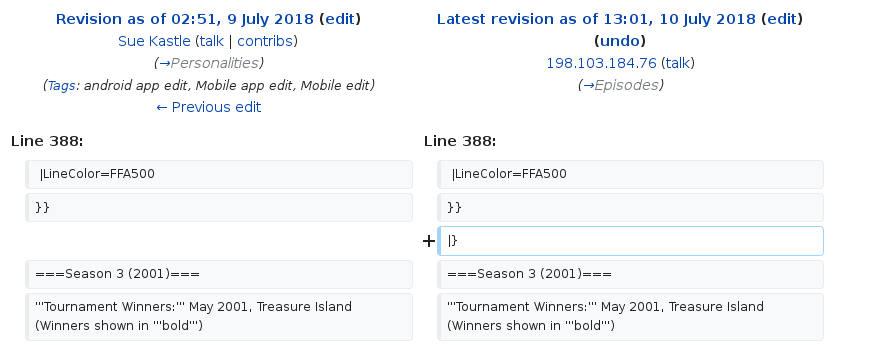 Revision as of 02:51, 9 July 2018 (edit)
Sue Kastle (talk | contribs)
(→Personalities)
(Tags: android app edit, Mobile app edit, Mobile edit)
← Previous edit
Latest revision as of 13:01, 10 July 2018 (edit)
(undo)
198.103.184.76 (talk)
(→Episodes)
Line 388:
Line 388:
|LineColor=FFA500
|LineColor=FFA500
}}
}}
+ |}
===Season 3 (2001)===
===Season 3 (2001)===
'''Tournament Winners:''' May 2001, Treasure Island
(Winners shown in '''bold''')
'''Tournament Winners:''' May 2001, Treasure Island
(Winners shown in '''bold''')